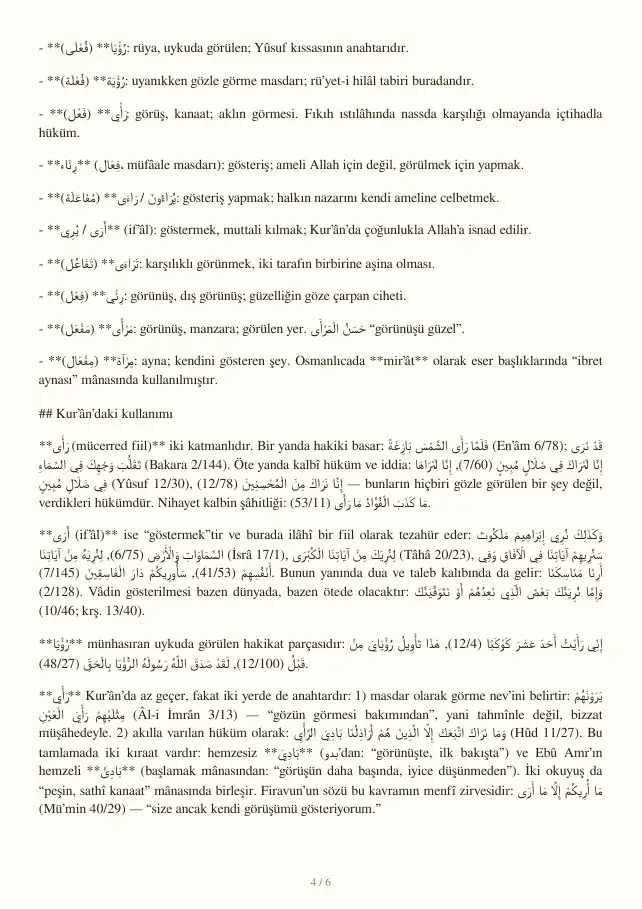 - **رُؤْيَا** (فُعْلَى): rüya, uykuda görülen; Yûsuf kıssasının anahtarıdır.
- **رُؤْيَة** (فُعْلَة): uyanıkken gözle görme masdarı; rü’yet-i hilâl tabiri buradandır.
- **رَأْي** (فَعْل): görüş, kanaat; aklın görmesi. Fıkıh ıstılâhında nassda karşılığı olmayanda içtihadla
hüküm.
- **رِئَاء** (فِعَال، müfâale masdarı): gösteriş; ameli Allah için değil, görülmek için yapmak.
- **رَاءَى / يُرَاءُونَ** (مُفَاعَلَة): gösteriş yapmak; halkın nazarını kendi ameline celbetmek.
- **أَرَى / يُرِي** (if’âl): göstermek, muttali kılmak; Kur’ân’da çoğunlukla Allah’a isnad edilir.
- **تَرَاءَى** (تَفَاعُل): karşılıklı görünmek, iki tarafın birbirine aşina olması.
- **رِئْي** (فِعْل): görünüş, dış görünüş; güzelliğin göze çarpan ciheti.
- **مَرْأًى** (مَفْعَل): görünüş, manzara; görülen yer. حَسَنُ الْمَرْأَى “görünüşü güzel”.
- **مِرْآة** (مِفْعَال): ayna; kendini gösteren şey. Osmanlıcada **mir’ât** olarak eser başlıklarında “ibret
aynası” mânasında kullanılmıştır.
## Kur’ân’daki kullanımı
**رَأَى (mücerred fiil)** iki katmanlıdır. Bir yanda hakiki basar: فَلَمَّا رَأَى الشَّمْسَ بَازِغَةً (En’âm 6/78); قَدْ نَرَى
تَقَلُّبَ وَجْهِكَ فِي السَّمَاءِ (Bakara 2/144). Öte yanda kalbî hüküm ve iddia: إِنَّا لَنَرَاكَ فِي ضَلَالٍ مُبِينٍ (7/60), إِنَّا لَنَرَاهَا
فِي ضَلَالٍ مُبِينٍ (Yûsuf 12/30), إِنَّا نَرَاكَ مِنَ الْمُحْسِنِينَ (12/78) — bunların hiçbiri gözle görülen bir şey değil,
verdikleri hükümdür. Nihayet kalbin şâhitliği: مَا كَذَبَ الْفُؤَادُ مَا رَأَى (53/11).
**أَرَى (if’âl)** ise “göstermek”tir ve burada ilâhî bir fiil olarak tezahür eder: وَكَذَلِكَ نُرِي إِبْرَاهِيمَ مَلَكُوتَ
السَّمَاوَاتِ وَالْأَرْضِ (6/75), لِنُرِيَهُ مِنْ آيَاتِنَا (İsrâ 17/1), لِنُرِيَكَ مِنْ آيَاتِنَا الْكُبْرَى (Tâhâ 20/23), سَنُرِيهِمْ آيَاتِنَا فِي الْآفَاقِ وَفِي
أَنْفُسِهِمْ (41/53), سَأُورِيكُمْ دَارَ الْفَاسِقِينَ (7/145). Bunun yanında dua ve taleb kalıbında da gelir: أَرِنَا مَنَاسِكَنَا
(2/128). Vâdin gösterilmesi bazen dünyada, bazen ötede olacaktır: وَإِمَّا نُرِيَنَّكَ بَعْضَ الَّذِي نَعِدُهُمْ أَوْ نَتَوَفَّيَنَّكَ
(10/46; krş. 13/40).
**رُؤْيَا** münhasıran uykuda görülen hakikat parçasıdır: إِنِّي رَأَيْتُ أَحَدَ عَشَرَ كَوْكَبًا (12/4), هَذَا تَأْوِيلُ رُؤْيَايَ مِنْ
قَبْلُ (12/100), لَقَدْ صَدَقَ اللَّهُ رَسُولَهُ الرُّؤْيَا بِالْحَقِّ (48/27).
**رَأْى** Kur’ân’da az geçer, fakat iki yerde de anahtardır: 1) masdar olarak görme nev’ini belirtir: يَرَوْنَهُمْ
مِثْلَيْهِمْ رَأْيَ الْعَيْنِ (Âl-i İmrân 3/13) — “gözün görmesi bakımından”, yani tahmînle değil, bizzat
müşâhedeyle. 2) akılla varılan hüküm olarak: وَمَا نَرَاكَ اتَّبَعَكَ إِلَّا الَّذِينَ هُمْ أَرَاذِلُنَا بَادِيَ الرَّأْيِ (Hûd 11/27). Bu
tamlamada iki kıraat vardır: hemzesiz **بَادِيَ** (بدو’dan: “görünüşte, ilk bakışta”) ve Ebû Amr’ın
hemzeli **بَادِئَ** (başlamak mânasından: “görüşün daha başında, iyice düşünmeden”). İki okuyuş da
“peşin, sathî kanaat” mânasında birleşir. Firavun’un sözü bu kavramın menfî zirvesidir: مَا أُرِيكُمْ إِلَّا مَا أَرَى
(Mü’min 40/29) — “size ancak kendi görüşümü gösteriyorum.”
4 / 6